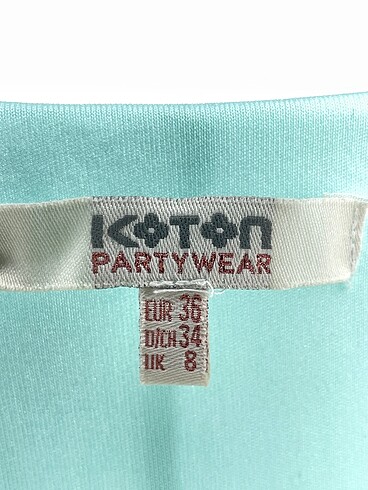 KOTON
PARTYWEAR
EUR 36
D/CH 34
UK 8